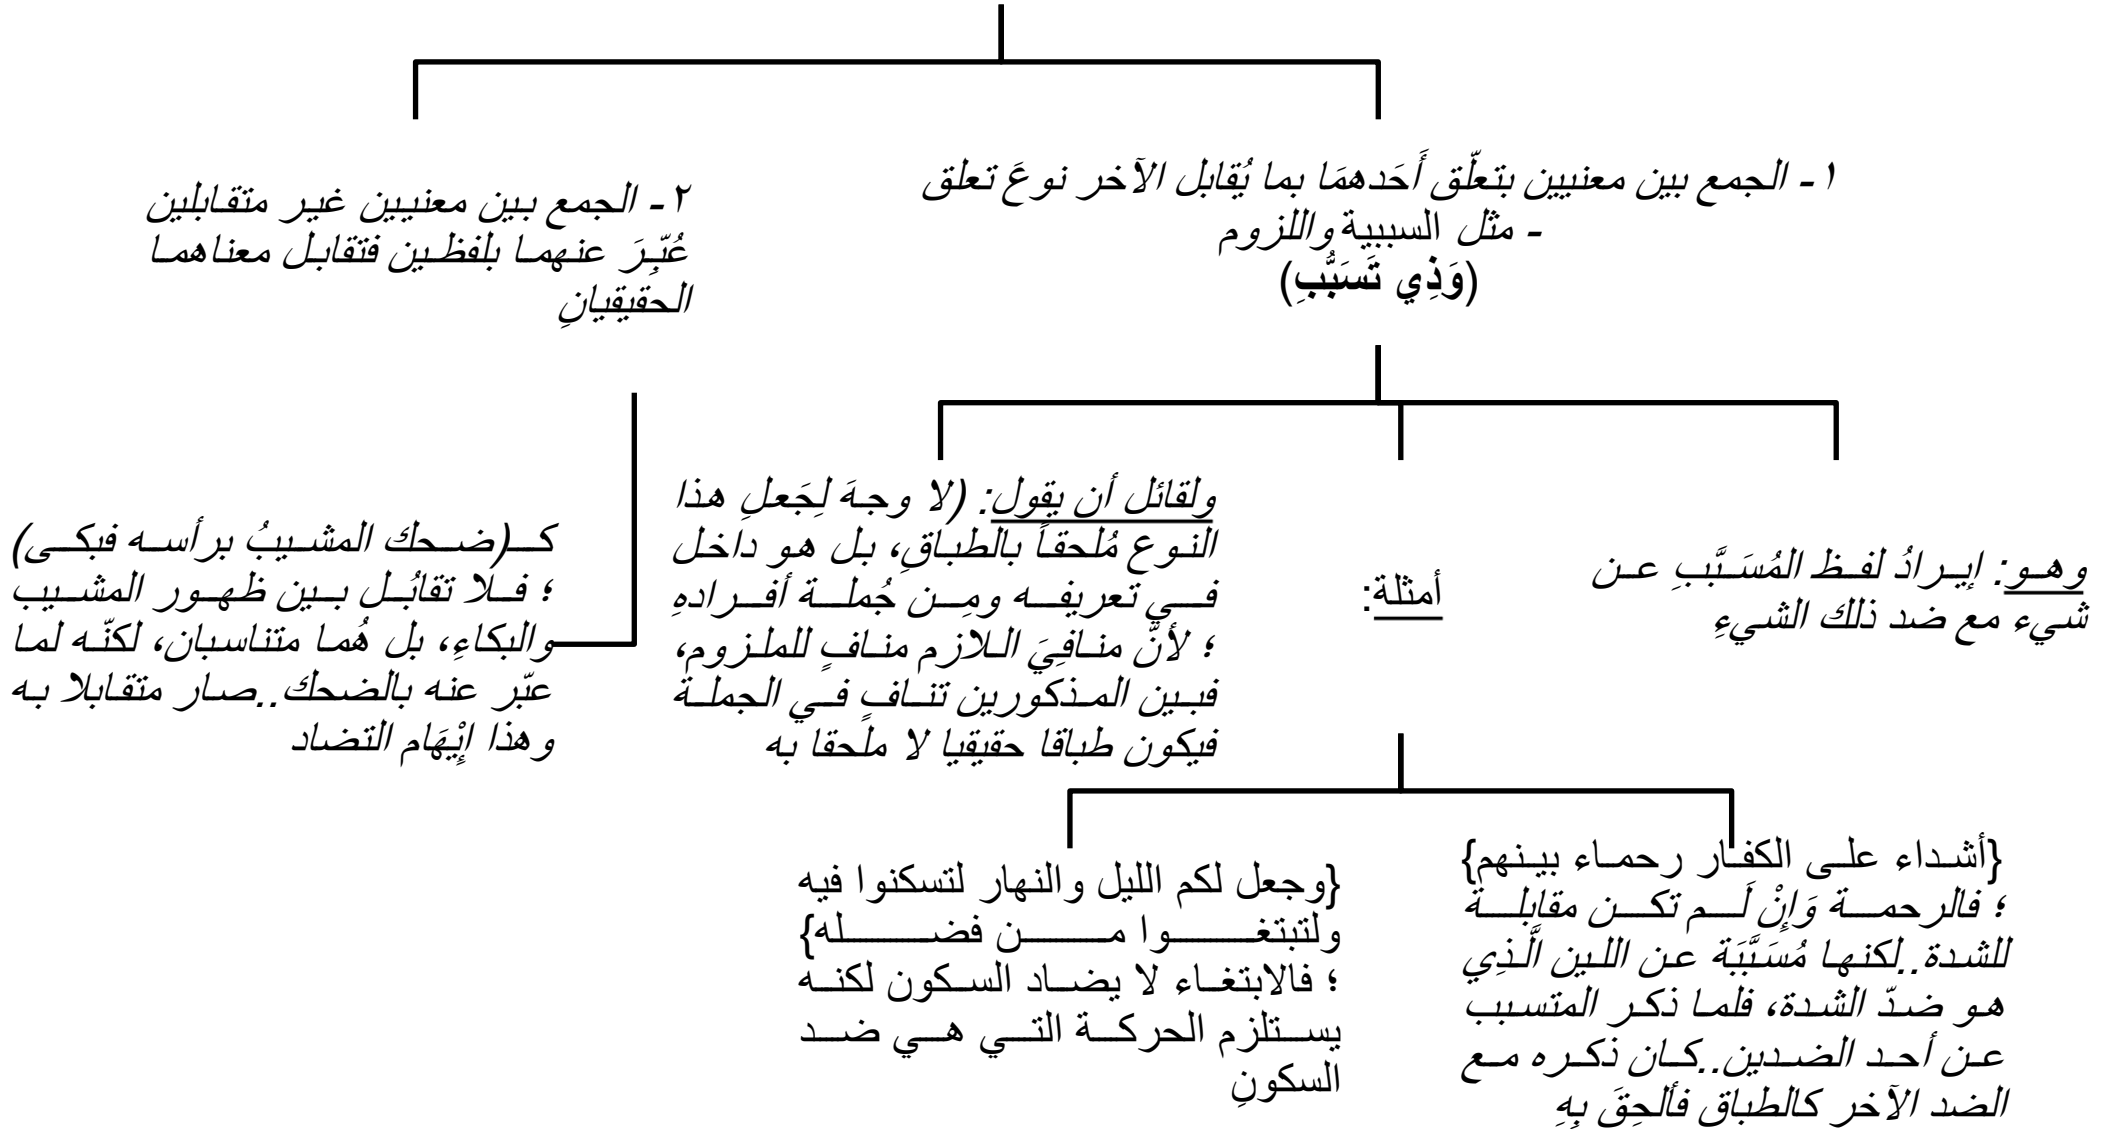 ١ ـ الجمع بين معنيين بتعلّق أَحَدهمَا بما يُقابل الآخر نوعَ تعلق
ـ مثل السببية واللزوم
(وَذِي تَسَبُّبِ)
٢ ـ الجمع بين معنيين غير متقابلين
عُبِّرَ عنهما بلفظين فتقابل معناهما
الحقيقيانِ
وهو: إيرادُ لفظ المُسَبَّبِ عن
شيء مع ضد ذلك الشيءِ
أمثلة:
ولقائل أن يقول: (لا وجهَ لِجَعلِ هذا
النوع مُلحقاً بالطباقِ، بل هو داخل
في تعريفه ومِن جُملة أفرادهِ
؛ لأنَّ منافِيَ اللازم منافٍ للملزوم،
فبين المذكورين تنافٍ في الجملة
فيكون طباقا حقيقيا لا ملحقا به
كـ(ضحك المشيبُ برأسه فبكى)
؛ فلا تقابُل بين ظهور المشيب
والبكاءِ، بل هُما متناسبان، لكنّه لما
عبّر عنه بالضحك..صار متقابلا به
وهذا إِيْهَام التضاد
{أشداء على الكفار رحماء بينهم}
؛ فالرحمة وَإِنْ لَم تكن مقابلة
للشدة..لكنها مُسَبَّبَة عن اللين الَّذِي
هو ضدّ الشدة، فلما ذكر المتسبب
عن أحد الضدين..كان ذكره مع
الضد الآخر كالطباق فألحِقَ بِهِ
{وجعل لكم الليل والنهار لتسكنوا فيه
ولتبتغوا من فضله}
؛ فالابتغاء لا يضاد السكون لكنه
يستلزم الحركة التي هي ضد
السكونِ